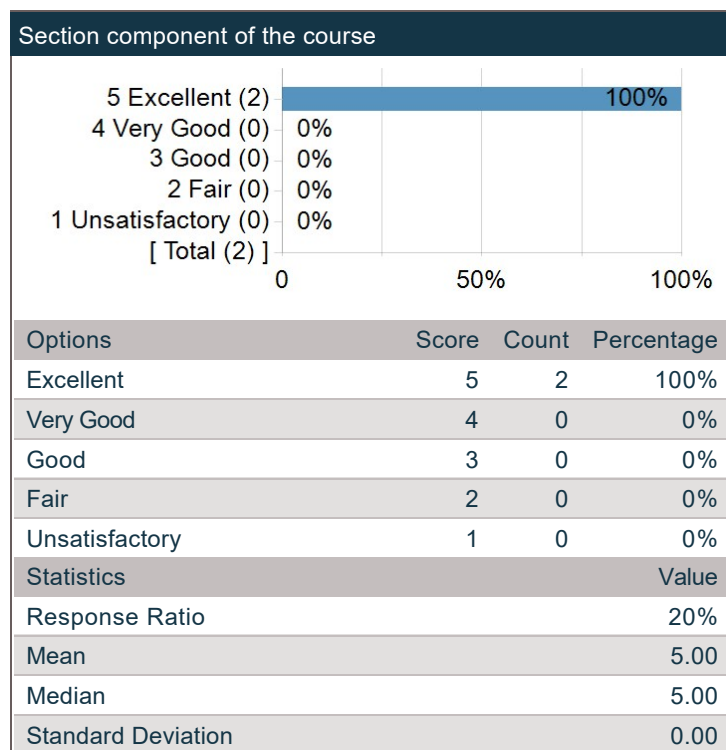 Section component of the course
5 Excellent (2) 100%
4 Very Good (0) 0%
3 Good (0) 0%
2 Fair (0) 0%
1 Unsatisfactory (0) 0%
[ Total (2) ]
0 50% 100%
Options Score Count Percentage
Excellent 5 2 100%
Very Good 4 0 0%
Good 3 0 0%
Fair 2 0 0%
Unsatisfactory 1 0 0%
Statistics Value
Response Ratio 20%
Mean 5.00
Median 5.00
Standard Deviation 0.00